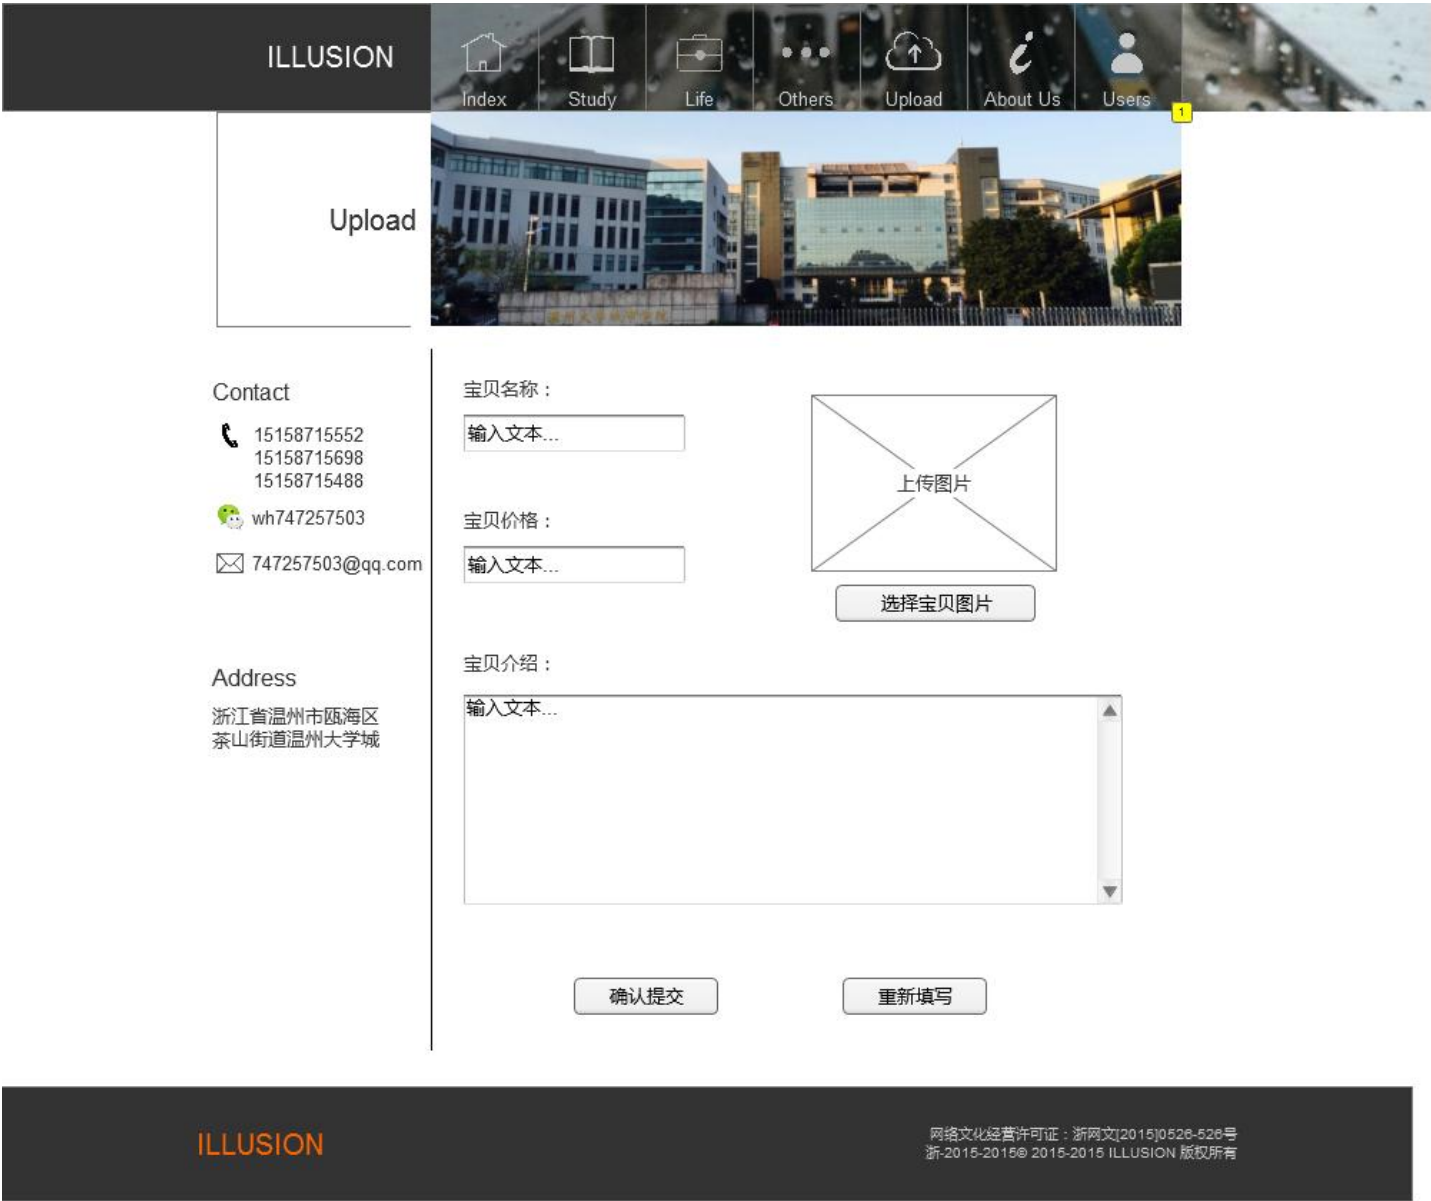 ILLUSION
Index
Study
Life
Others
Upload
About Us
Users
1
Upload
Contact
15158715552
15158715698
15158715488
wh747257503
747257503@qq.com
Address
浙江省温州市瓯海区
茶山街道温州大学城
宝贝名称：
输入文本...
宝贝价格：
输入文本...
上传图片
选择宝贝图片
宝贝介绍：
输入文本...
确认提交
重新填写
ILLUSION
网络文化经营许可证：浙网文[2015]0526-526号
浙-2015-2015© 2015-2015 ILLUSION 版权所有